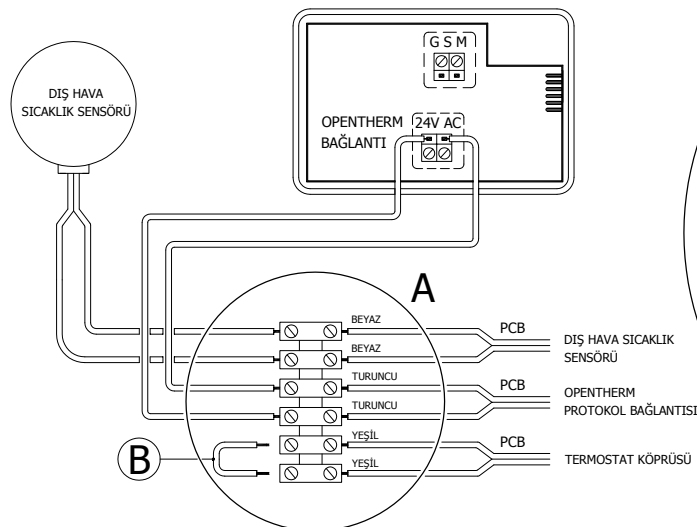 DIŞ HAVA
SICAKLIK SENSÖRÜ
G S M
OPENTHERM
BAĞLANTI
24V AC
A
BEYAZ
PCB
DIŞ HAVA SICAKLIK
SENSÖRÜ
BEYAZ
TURUNCU
PCB
OPENTHERM
PROTOKOL BAĞLANTISI
TURUNCU
YEŞİL
PCB
TERMOSTAT KÖPRÜSÜ
YEŞİL
B